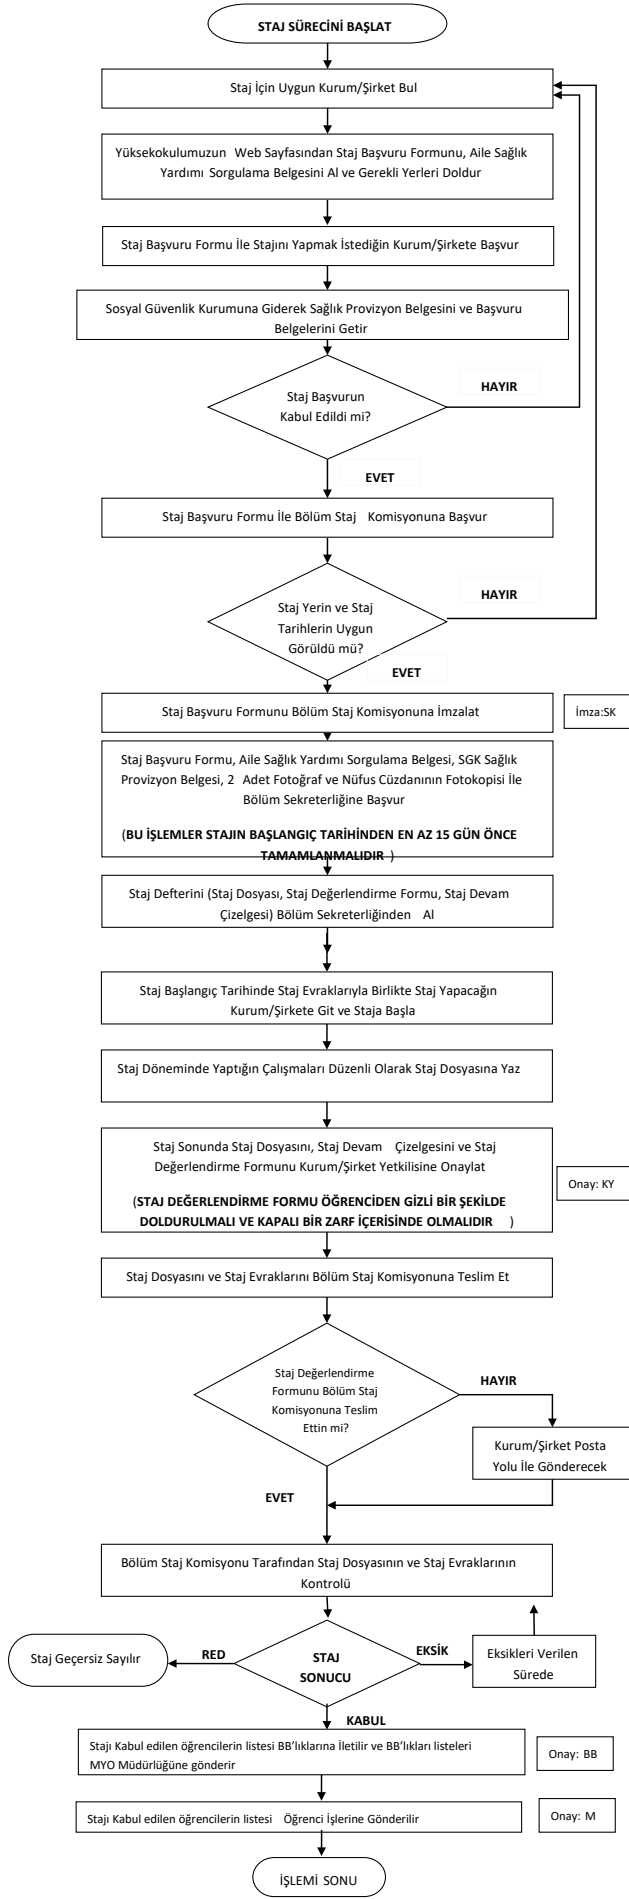 STAJ SÜRECİNİ BAŞLAT
Staj İçin Uygun Kurum/Şirket Bul
Yüksekokulumuzun Web Sayfasından Staj Başvuru Formunu, Aile Sağlık
Yardımı Sorgulama Belgesini Al ve Gerekli Yerleri Doldur
Staj Başvuru Formu İle Stajını Yapmak İstediğin Kurum/Şirkete Başvur
Sosyal Güvenlik Kurumuna Giderek Sağlık Provizyon Belgesini ve Başvuru
Belgelerini Getir
Staj Başvurun
Kabul Edildi mi?
HAYIR
EVET
Staj Başvuru Formu İle Bölüm Staj Komisyonuna Başvur
Staj Yerin ve Staj
Tarihlerin Uygun
Görüldü mü?
HAYIR
EVET
Staj Başvuru Formunu Bölüm Staj Komisyonuna İmzalat
İmza:SK
Staj Başvuru Formu, Aile Sağlık Yardımı Sorgulama Belgesi, SGK Sağlık
Provizyon Belgesi, 2 Adet Fotoğraf ve Nüfus Cüzdanının Fotokopisi İle
Bölüm Sekreterliğine Başvur
(BU İŞLEMLER STAJIN BAŞLANGIÇ TARİHİNDEN EN AZ 15 GÜN ÖNCE
TAMAMLANMALIDIR )
Staj Defterini (Staj Dosyası, Staj Değerlendirme Formu, Staj Devam
Çizelgesi) Bölüm Sekreterliğinden Al
Staj Başlangıç Tarihinde Staj Evraklarıyla Birlikte Staj Yapacağın
Kurum/Şirkete Git ve Staja Başla
Staj Döneminde Yaptığın Çalışmaları Düzenli Olarak Staj Dosyasına Yaz
Staj Sonunda Staj Dosyasını, Staj Devam Çizelgesini ve Staj
Değerlendirme Formunu Kurum/Şirket Yetkilisine Onaylat
(STAJ DEĞERLENDİRME FORMU ÖĞRENCİDEN GİZLİ BİR ŞEKİLDE
DOLDURULMALI VE KAPALI BİR ZARF İÇERİSİNDE OLMALIDIR )
Onay: KY
Staj Dosyasını ve Staj Evraklarını Bölüm Staj Komisyonuna Teslim Et
Staj Değerlendirme
Formunu Bölüm Staj
Komisyonuna Teslim
Ettin mi?
HAYIR
Kurum/Şirket Posta
Yolu İle Gönderecek
EVET
Bölüm Staj Komisyonu Tarafından Staj Dosyasının ve Staj Evraklarının
Kontrolü
Staj Geçersiz Sayılır
RED
STAJ
SONUCU
EKSİK
Eksikleri Verilen
Sürede
KABUL
Stajı Kabul edilen öğrencilerin listesi BB'lıklarına İletilir ve BB'lıkları listeleri
MYO Müdürlüğüne gönderir
Onay: BB
Stajı Kabul edilen öğrencilerin listesi Öğrenci İşlerine Gönderilir
Onay: M
İŞLEMİ SONU